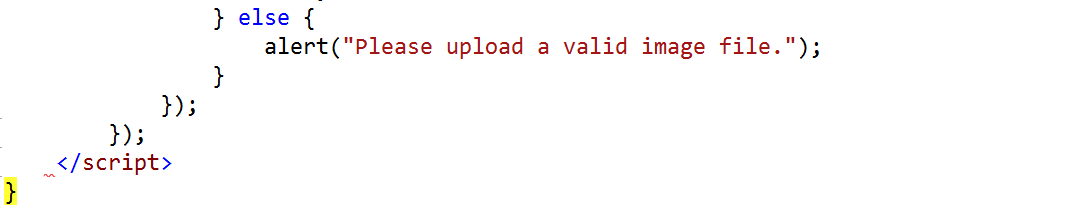 } else {
alert("Please upload a valid image file.");
}
});
});
</script>
}